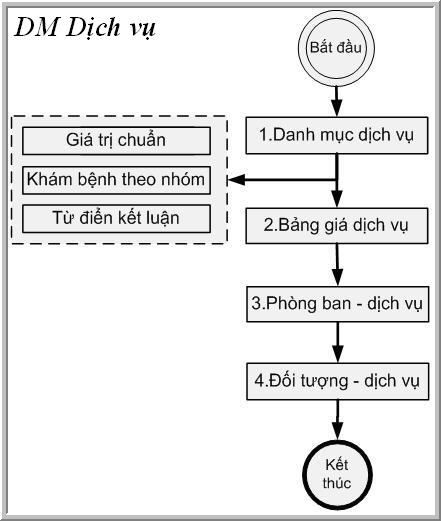 DM Dịch vụ
Bắt đầu
1.Danh mục dịch vụ
Giá trị chuẩn
Khám bệnh theo nhóm
Từ điển kết luận
2.Bảng giá dịch vụ
3.Phòng ban - dịch vụ
4.Đối tượng - dịch vụ
Kết
thúc